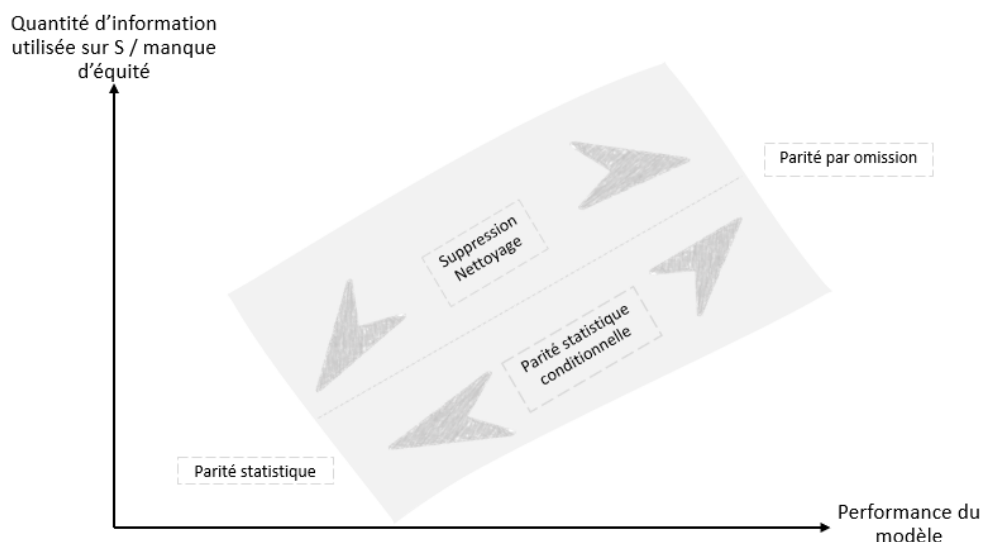 Quantité d’information
utilisée sur S / manque
d’équité
Parité par omission
Suppression
Nettoyage
Parité statistique
conditionnelle
Parité statistique
Performance du
modèle